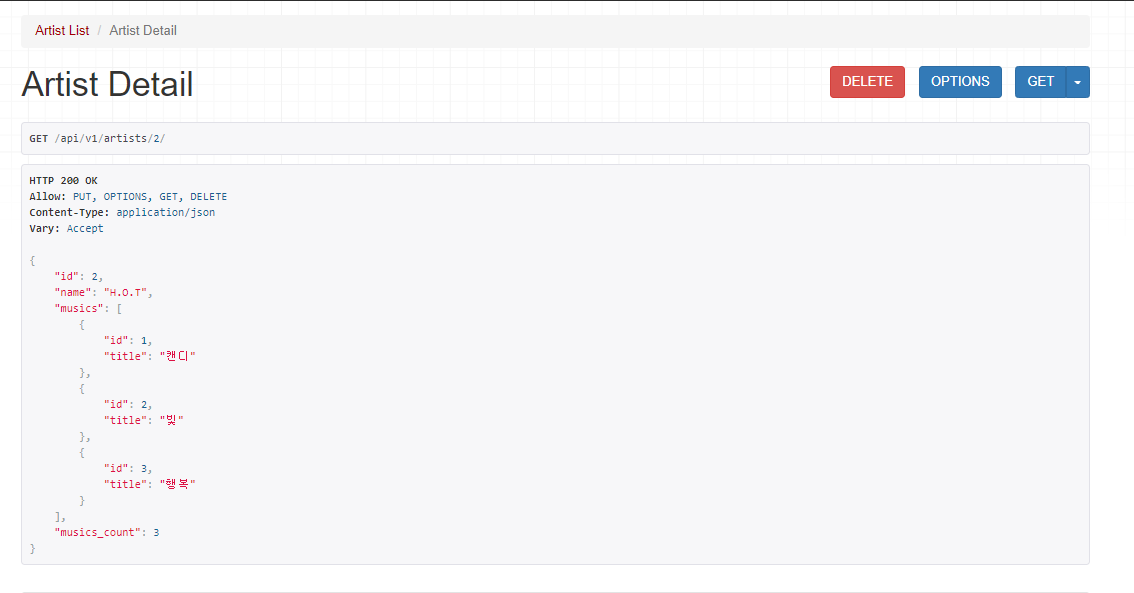 Artist List / Artist Detail
Artist Detail
DELETE OPTIONS GET
GET /api/v1/artists/2/
HTTP 200 OK
Allow: PUT, OPTIONS, GET, DELETE
Content-Type: application/json
Vary: Accept
{
"id": 2,
"name": "H.O.T",
"musics": [
{
"id": 1,
"title": "캔디"
},
{
"id": 2,
"title": "빛"
},
{
"id": 3,
"title": "행복"
}
],
"musics_count": 3
}